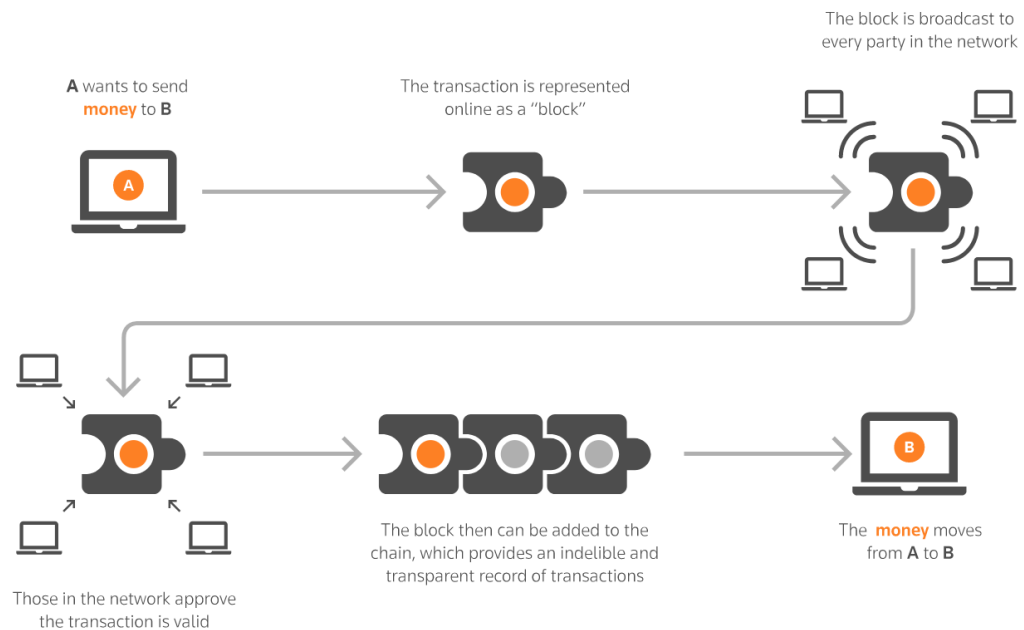 A wants to send
money to B
A
The transaction is represented
online as a “block”
The block is broadcast to
every party in the network
Those in the network approve
the transaction is valid
The block then can be added to the
chain, which provides an indelible and
transparent record of transactions
B
The money moves
from A to B